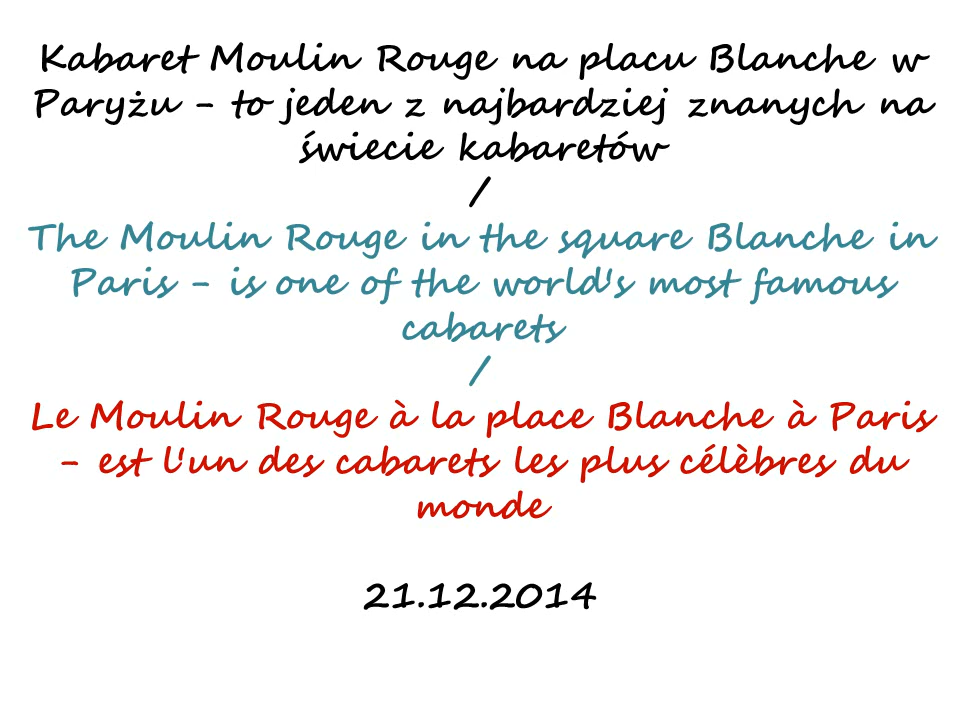 Kabaret Moulin Rouge na placu Blanche w
Paryżu - to jeden z najbardziej znanych na
świecie kabaretów
/
The Moulin Rouge in the square Blanche in
Paris - is one of the world's most famous
cabarets
/
Le Moulin Rouge à la place Blanche à Paris
- est l'un des cabarets les plus célèbres du
monde
21.12.2014